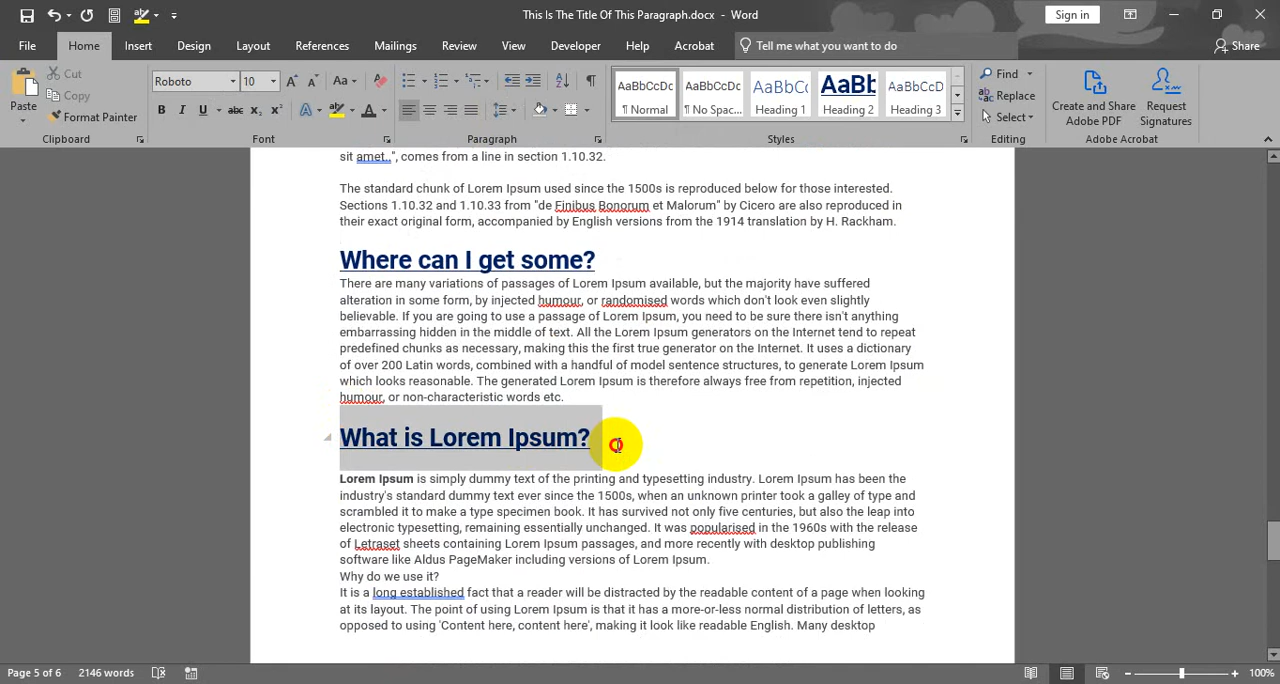 This Is The Title Of This Paragraph.docx - Word
Sign in
File Home Insert Design Layout References Mailings Review View Developer Help Acrobat Tell me what you want to do Share
Paste
Cut
Copy
Format Painter
Clipboard
Roboto 10
Font
Paragraph
AaBbCcDc AaBbCcDc AaBbCc AaBb AaBbCcD
¶ Normal ¶ No Spac... Heading 1 Heading 2 Heading 3
Styles
Find
Replace
Select
Editing
Create and Share Adobe PDF
Request Signatures
Adobe Acrobat
sit amet..", comes from a line in section 1.10.32.
The standard chunk of Lorem Ipsum used since the 1500s is reproduced below for those interested.
Sections 1.10.32 and 1.10.33 from "de Finibus Bonorum et Malorum" by Cicero are also reproduced in
their exact original form, accompanied by English versions from the 1914 translation by H. Rackham.
Where can I get some?
There are many variations of passages of Lorem Ipsum available, but the majority have suffered
alteration in some form, by injected humour, or randomised words which don't look even slightly
believable. If you are going to use a passage of Lorem Ipsum, you need to be sure there isn't anything
embarrassing hidden in the middle of text. All the Lorem Ipsum generators on the Internet tend to repeat
predefined chunks as necessary, making this the first true generator on the Internet. It uses a dictionary
of over 200 Latin words, combined with a handful of model sentence structures, to generate Lorem Ipsum
which looks reasonable. The generated Lorem Ipsum is therefore always free from repetition, injected
humour, or non-characteristic words etc.
What is Lorem Ipsum?
Lorem Ipsum is simply dummy text of the printing and typesetting industry. Lorem Ipsum has been the
industry's standard dummy text ever since the 1500s, when an unknown printer took a galley of type and
scrambled it to make a type specimen book. It has survived not only five centuries, but also the leap into
electronic typesetting, remaining essentially unchanged. It was popularised in the 1960s with the release
of Letraset sheets containing Lorem Ipsum passages, and more recently with desktop publishing
software like Aldus PageMaker including versions of Lorem Ipsum.
Why do we use it?
It is a long established fact that a reader will be distracted by the readable content of a page when looking
at its layout. The point of using Lorem Ipsum is that it has a more-or-less normal distribution of letters, as
opposed to using 'Content here, content here', making it look like readable English. Many desktop
Page 5 of 6 2146 words 100%